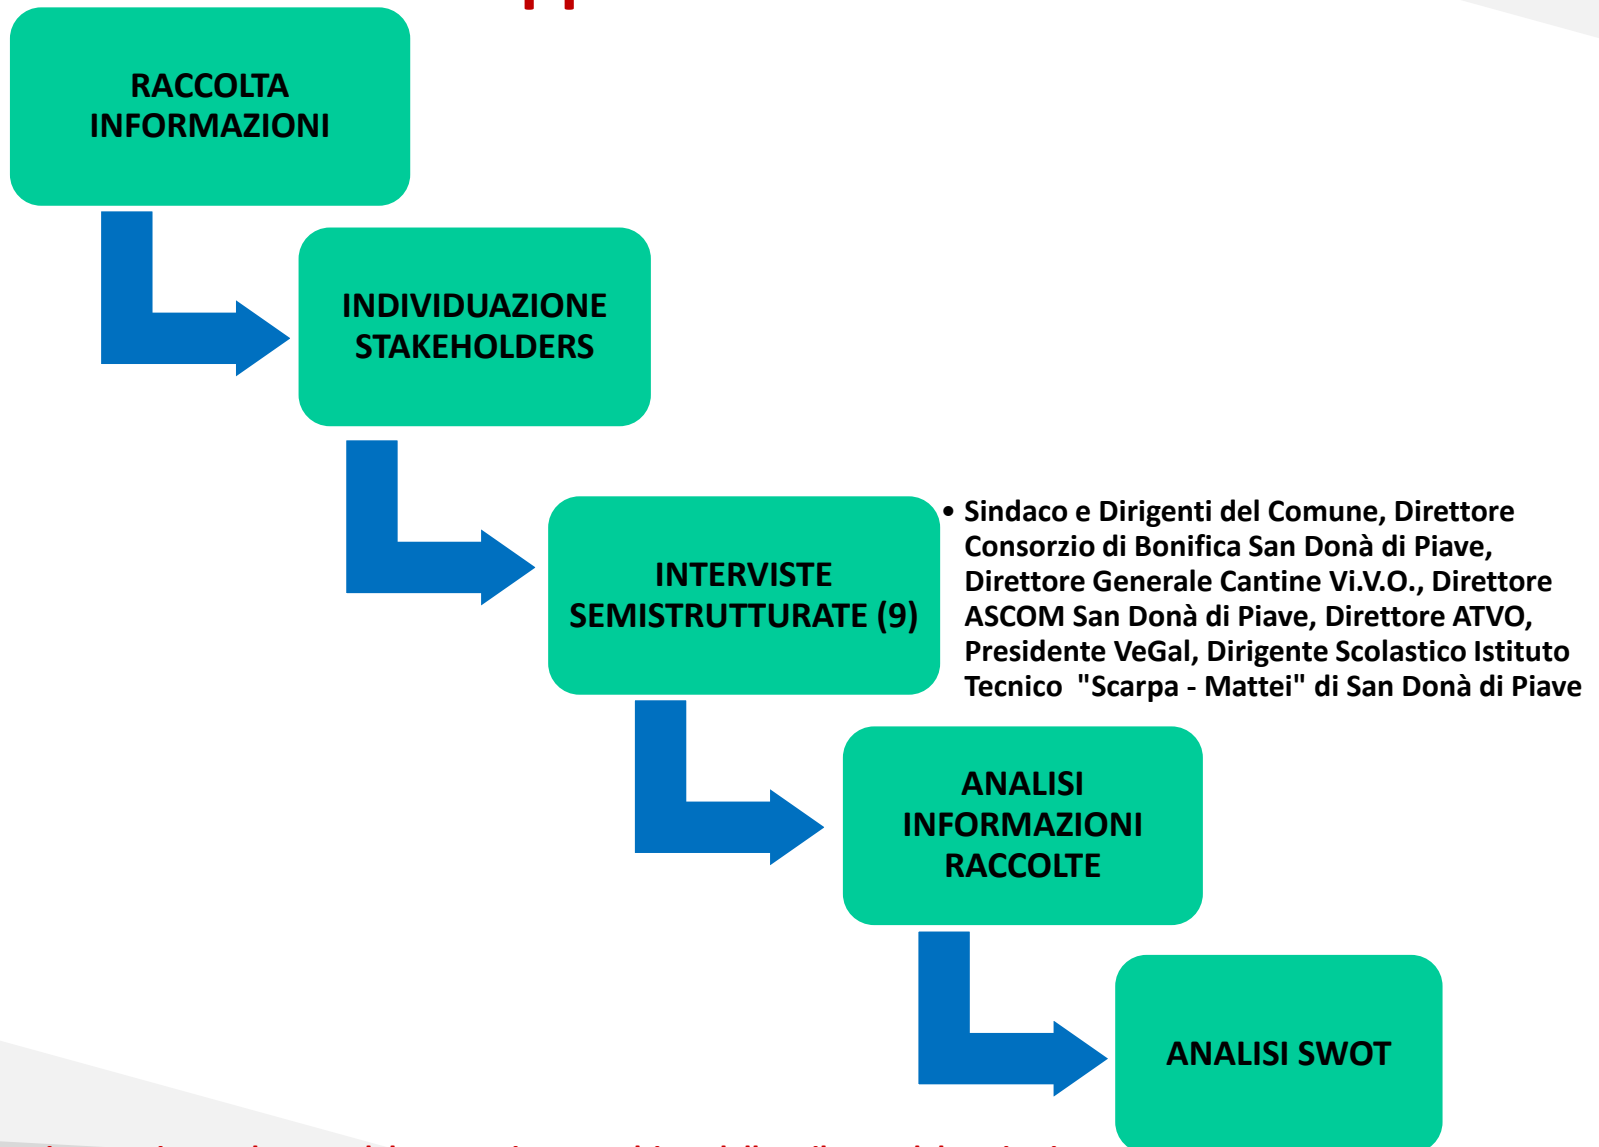 RACCOLTA
INFORMAZIONI
INDIVIDUAZIONE
STAKEHOLDERS
INTERVISTE
SEMISTRUTTURATE (9)
• Sindaco e Dirigenti del Comune, Direttore
Consorzio di Bonifica San Donà di Piave,
Direttore Generale Cantine Vi.V.O., Direttore
ASCOM San Donà di Piave, Direttore ATVO,
Presidente VeGal, Dirigente Scolastico Istituto
Tecnico "Scarpa - Mattei" di San Donà di Piave
ANALISI
INFORMAZIONI
RACCOLTE
ANALISI SWOT